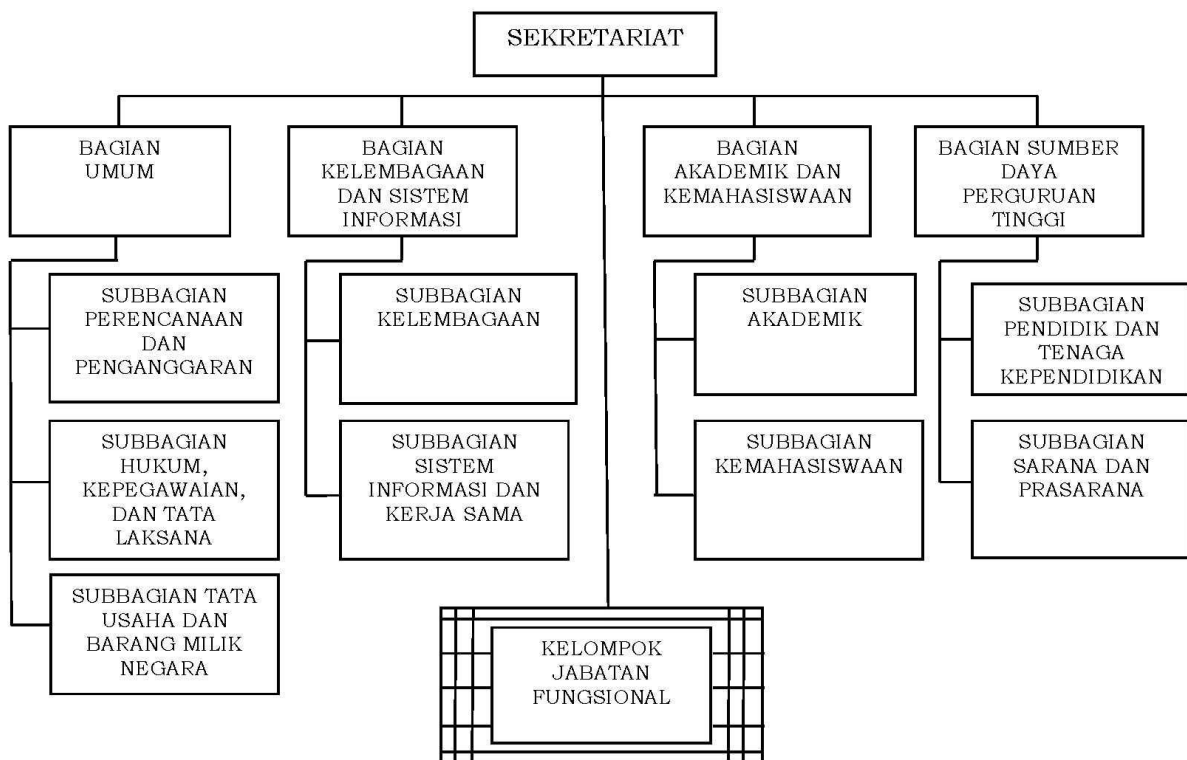 SEKRETARIAT
BAGIAN
UMUM
BAGIAN
KELEMBAGAAN
DAN SISTEM
INFORMASI
BAGIAN
AKADEMIK DAN
KEMAHASISWAAN
BAGIAN SUMBER
DAYA
PERGURUAN
TINGGI
SUBBAGIAN
PERENCANAAN
DAN
PENGANGGARAN
SUBBAGIAN
KELEMBAGAAN
SUBBAGIAN
AKADEMIK
SUBBAGIAN
PENDIDIK DAN
TENAGA
KEPENDIDIKAN
SUBBAGIAN
HUKUM,
KEPEGAWAIAN,
DAN TATA
LAKSANA
SUBBAGIAN
SISTEM
INFORMASI DAN
KERJA SAMA
SUBBAGIAN
KEMAHASISWAAN
SUBBAGIAN
SARANA DAN
PRASARANA
SUBBAGIAN TATA
USAHA DAN
BARANG MILIK
NEGARA
KELOMPOK
JABATAN
FUNGSIONAL